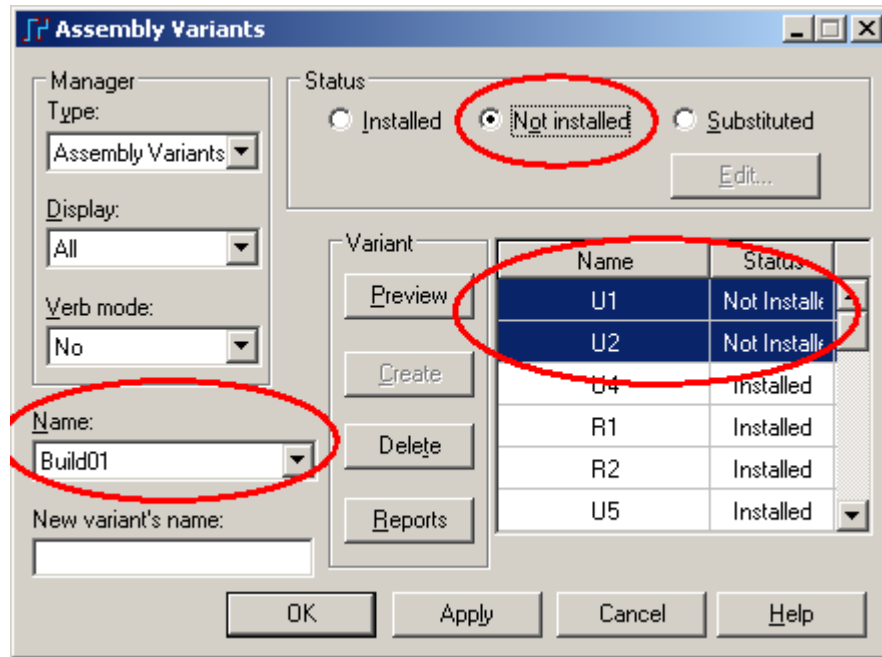 Assembly Variants
Manager
Type:
Assembly Variants
Display:
All
Verb mode:
No
Status
Installed
Not installed
Substituted
Edit...
Variant
Preview
Create
Delete
Reports
Name Status
U1 Not Installe
U2 Not Installe
U4 Installed
R1 Installed
R2 Installed
U5 Installed
Name:
Build01
New variant's name:
OK Apply Cancel Help